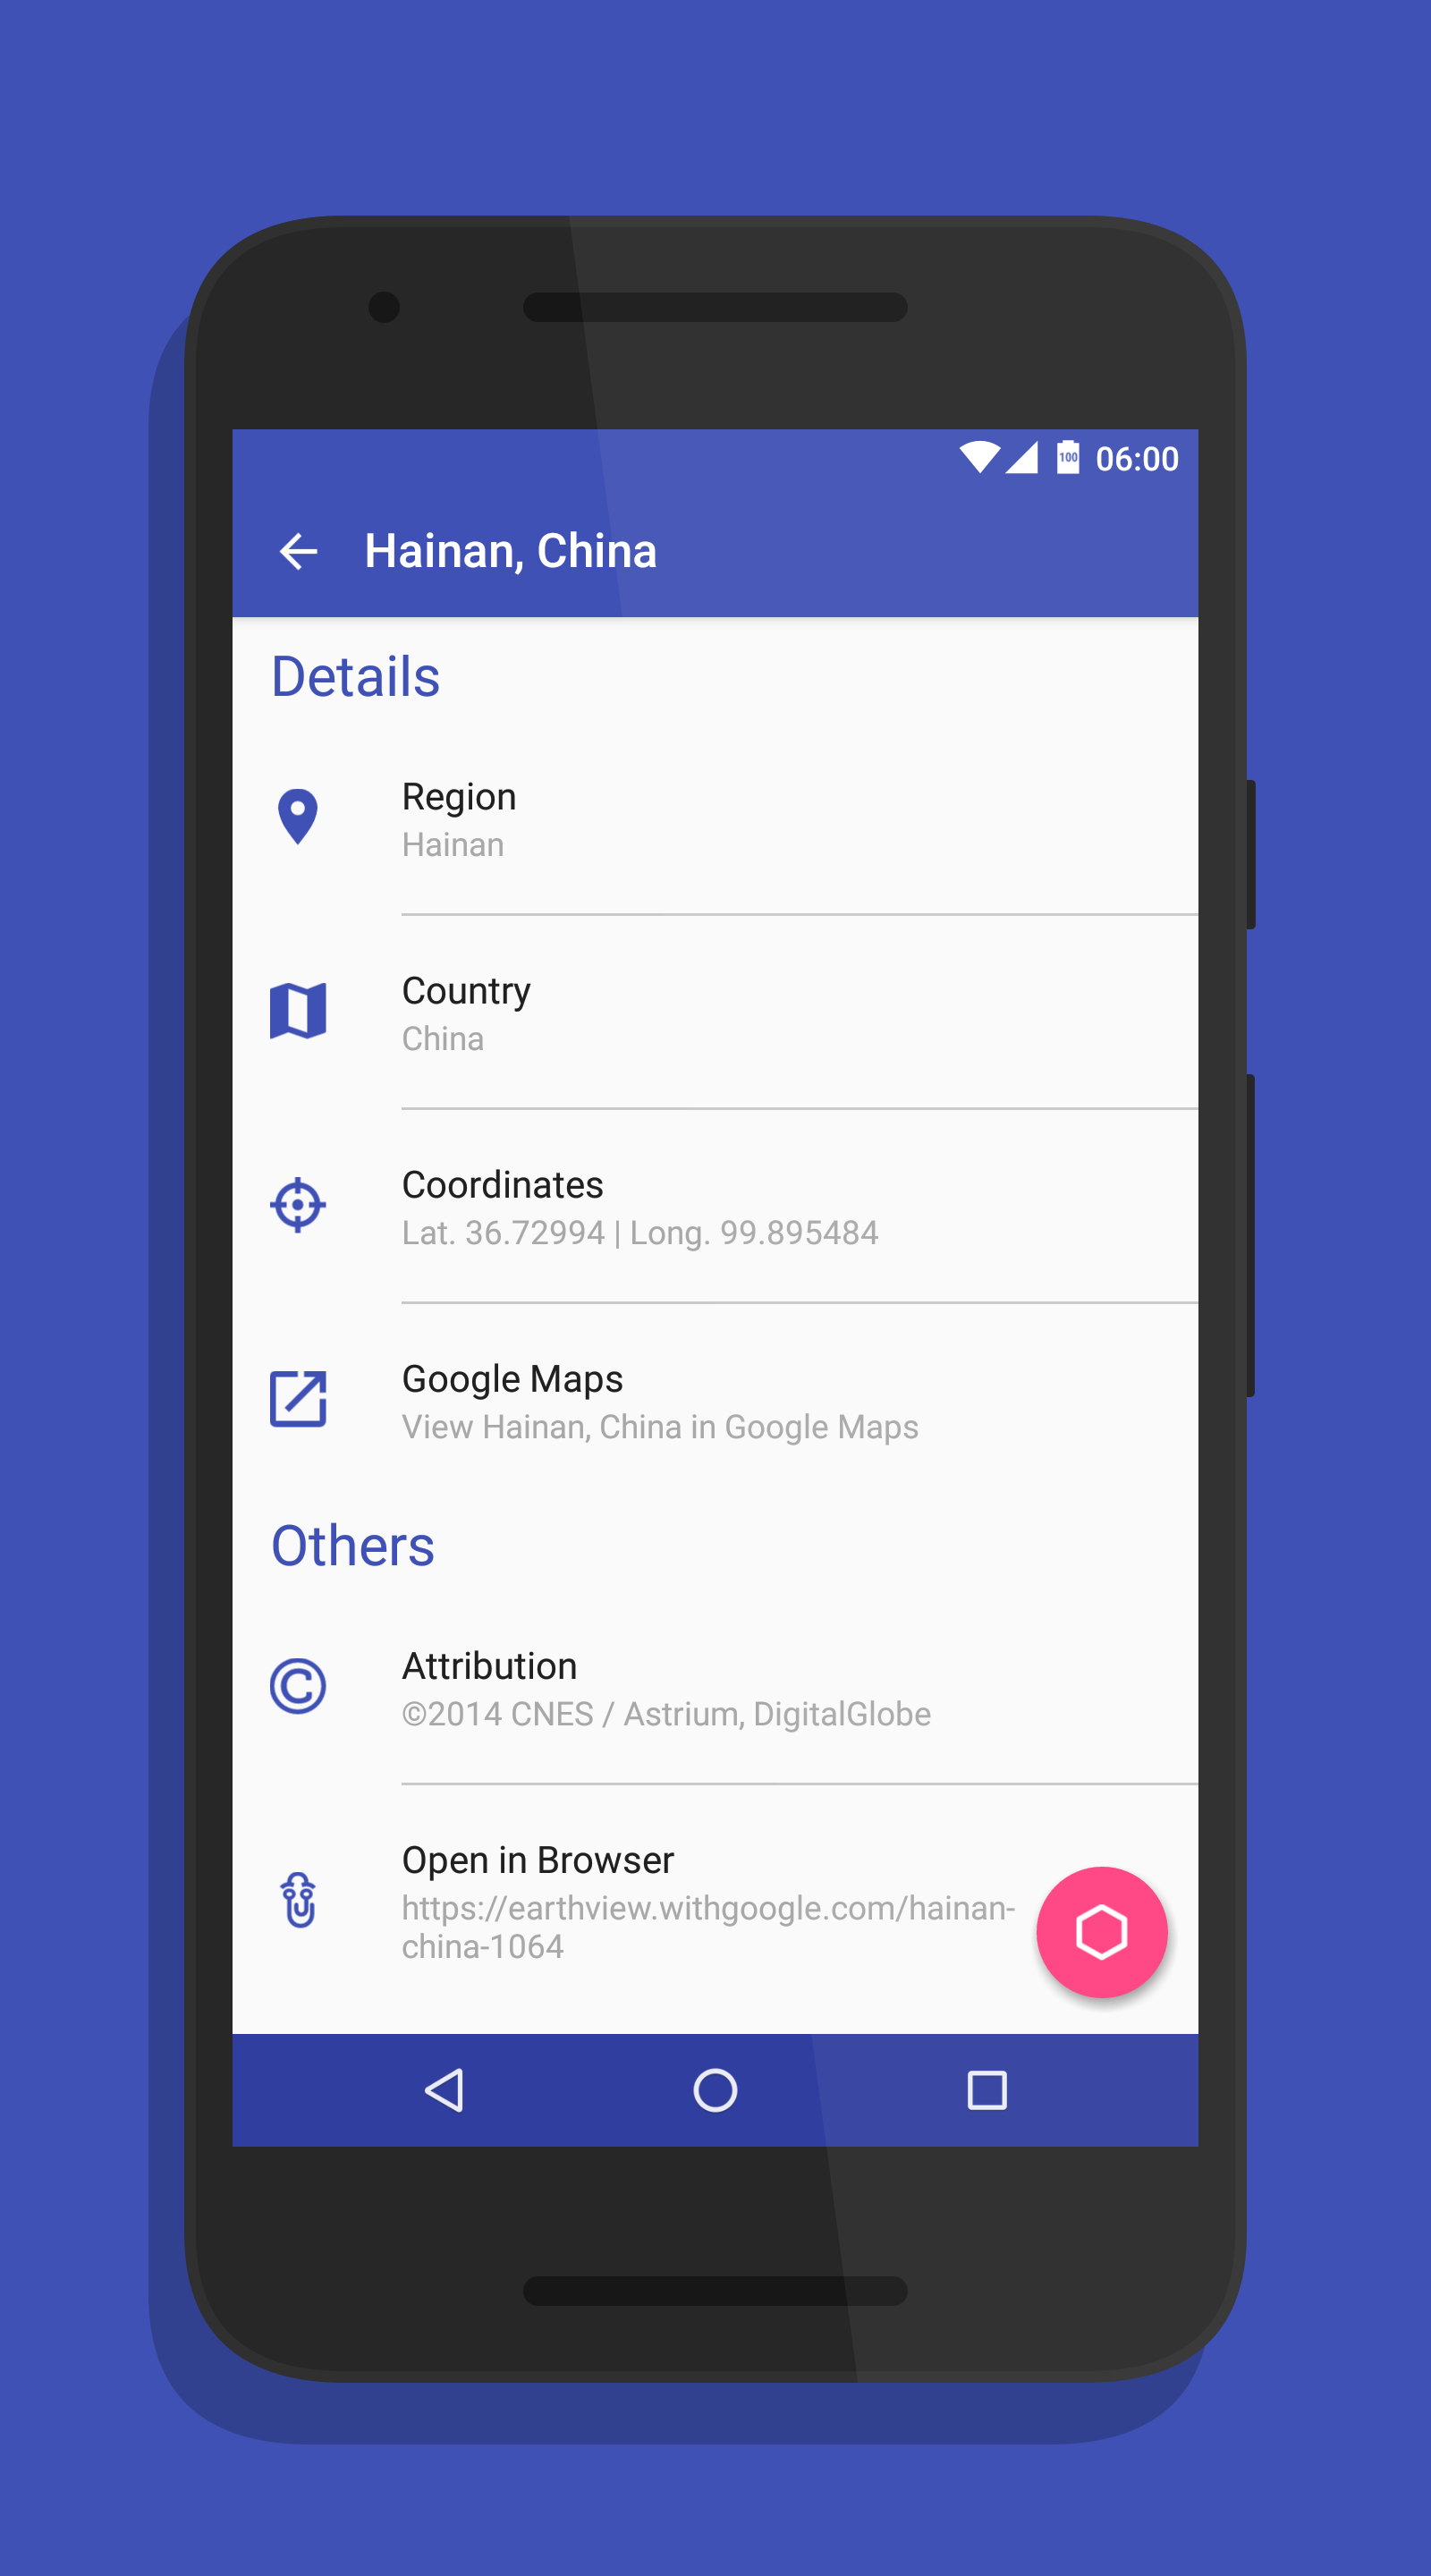 100 06:00
Hainan, China
Details
Region
Hainan
Country
China
Coordinates
Lat. 36.72994 | Long. 99.895484
Google Maps
View Hainan, China in Google Maps
Others
Attribution
©2014 CNES / Astrium, DigitalGlobe
Open in Browser
https://earthview.withgoogle.com/hainan-
china-1064